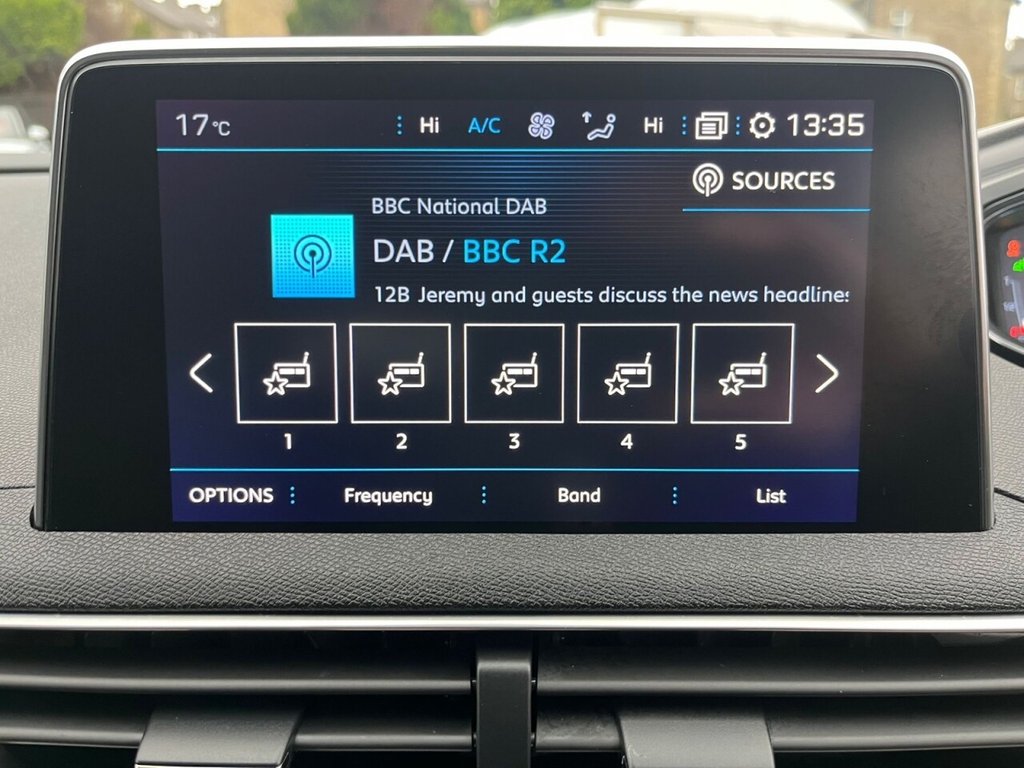 17°C Hi A/C Hi 13:35
SOURCES
BBC National DAB
DAB / BBC R2
12B Jeremy and guests discuss the news headlines
1 2 3 4 5
OPTIONS Frequency Band List